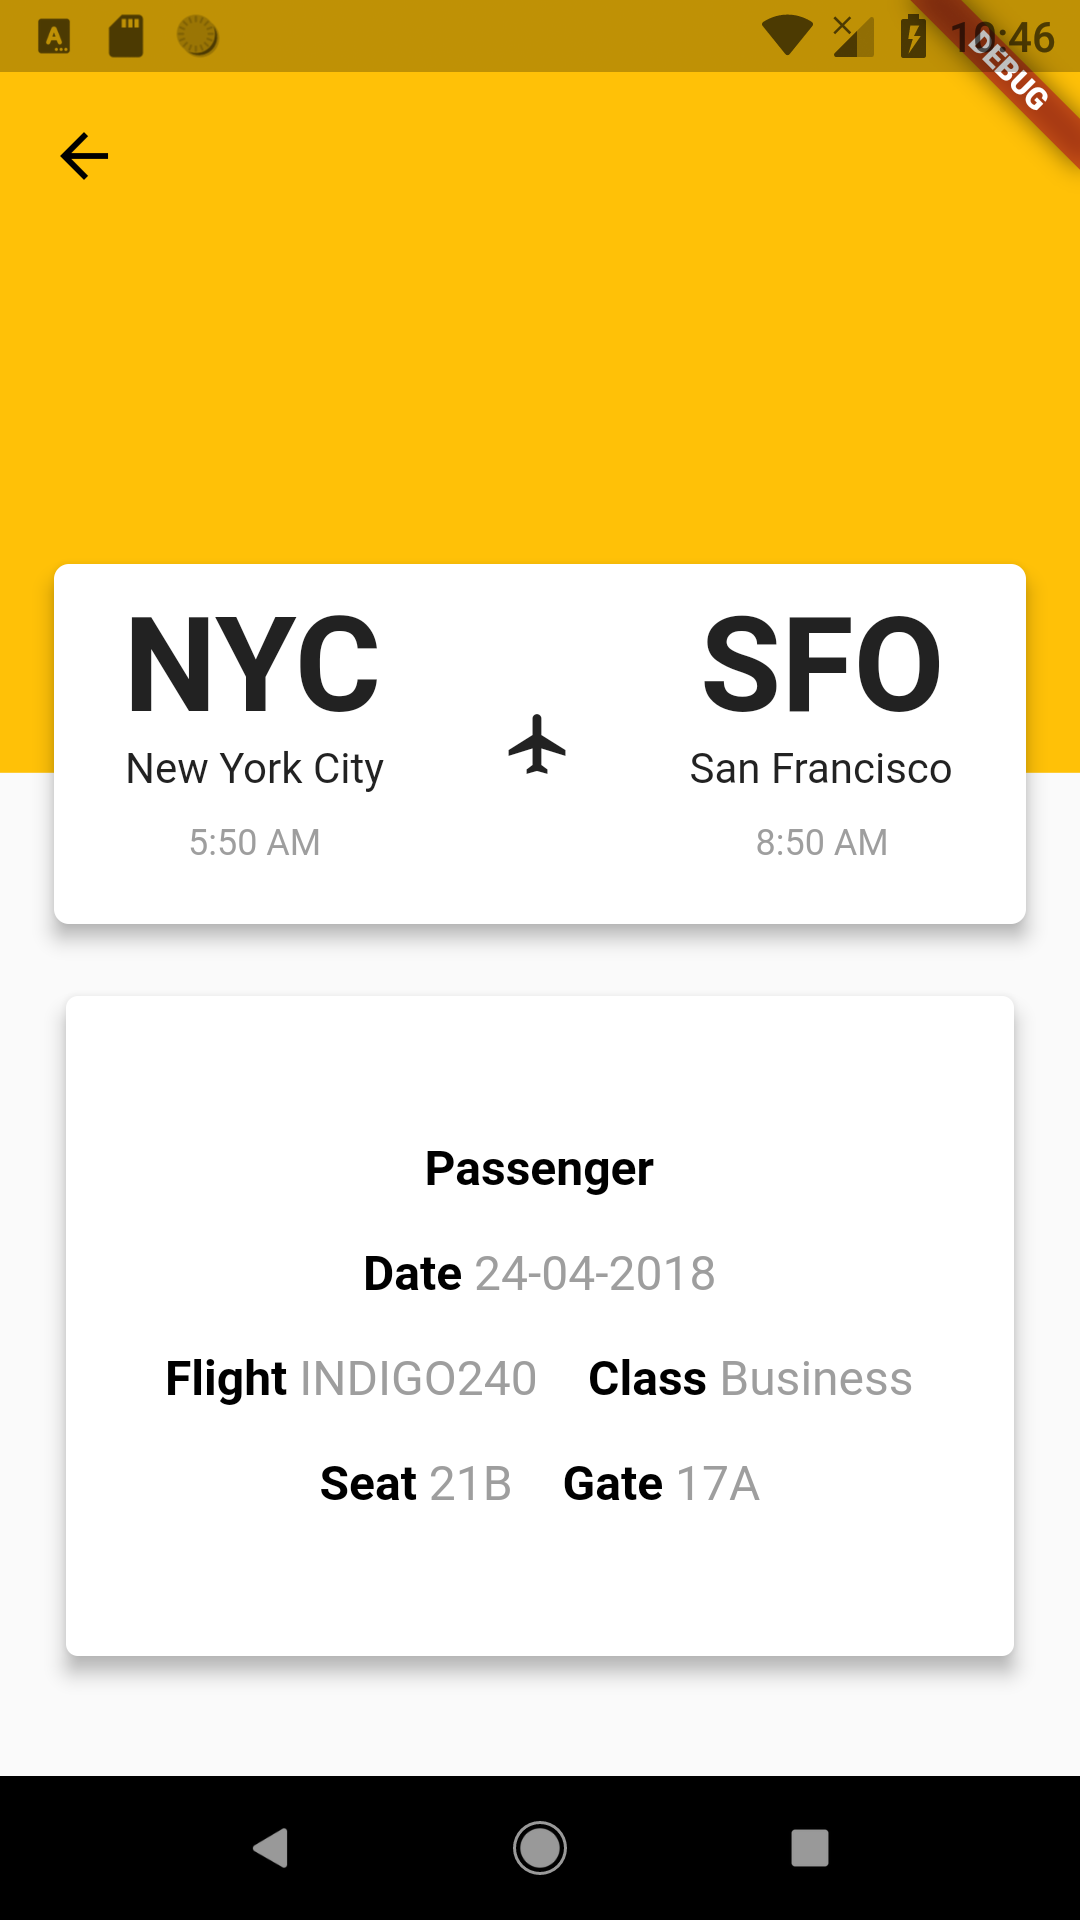 10:46
DEBUG
NYC SFO
New York City San Francisco
5:50 AM 8:50 AM
Passenger
Date 24-04-2018
Flight INDIGO240 Class Business
Seat 21B Gate 17A